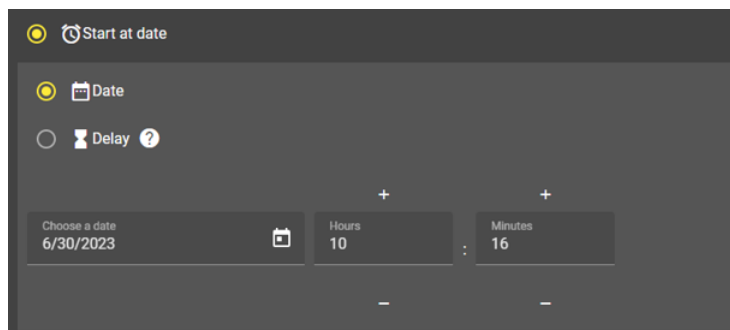 Start at date
Date
Delay ?
+ +
Choose a date Hours Minutes
6/30/2023 10 : 16
− −